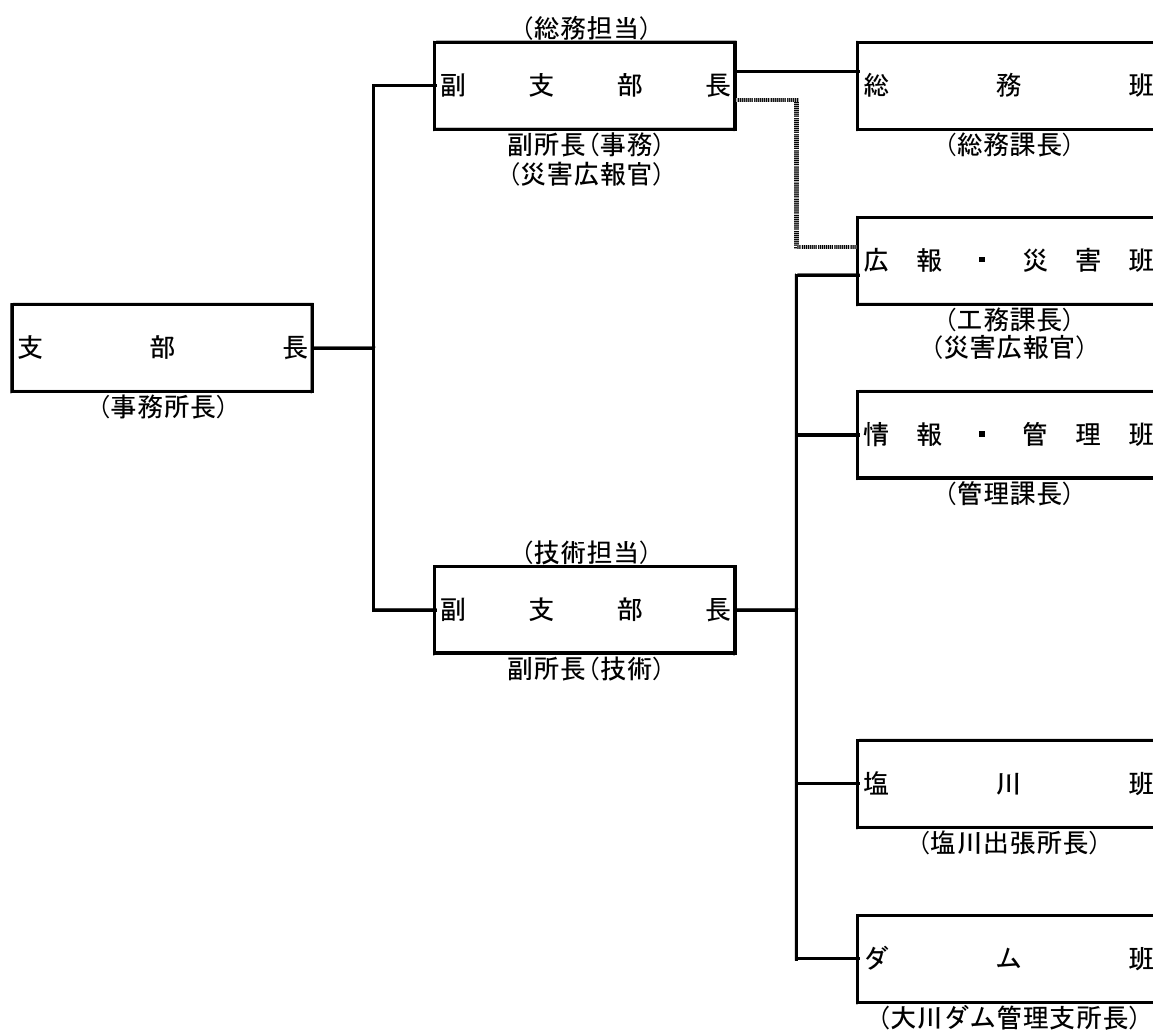 (総務担当)
副支部長
副所長(事務)
(災害広報官)
総務班
(総務課長)
広報・災害班
(工務課長)
(災害広報官)
支部長
(事務所長)
情報・管理班
(管理課長)
(技術担当)
副支部長
副所長(技術)
塩川班
(塩川出張所長)
ダム班
(大川ダム管理支所長)